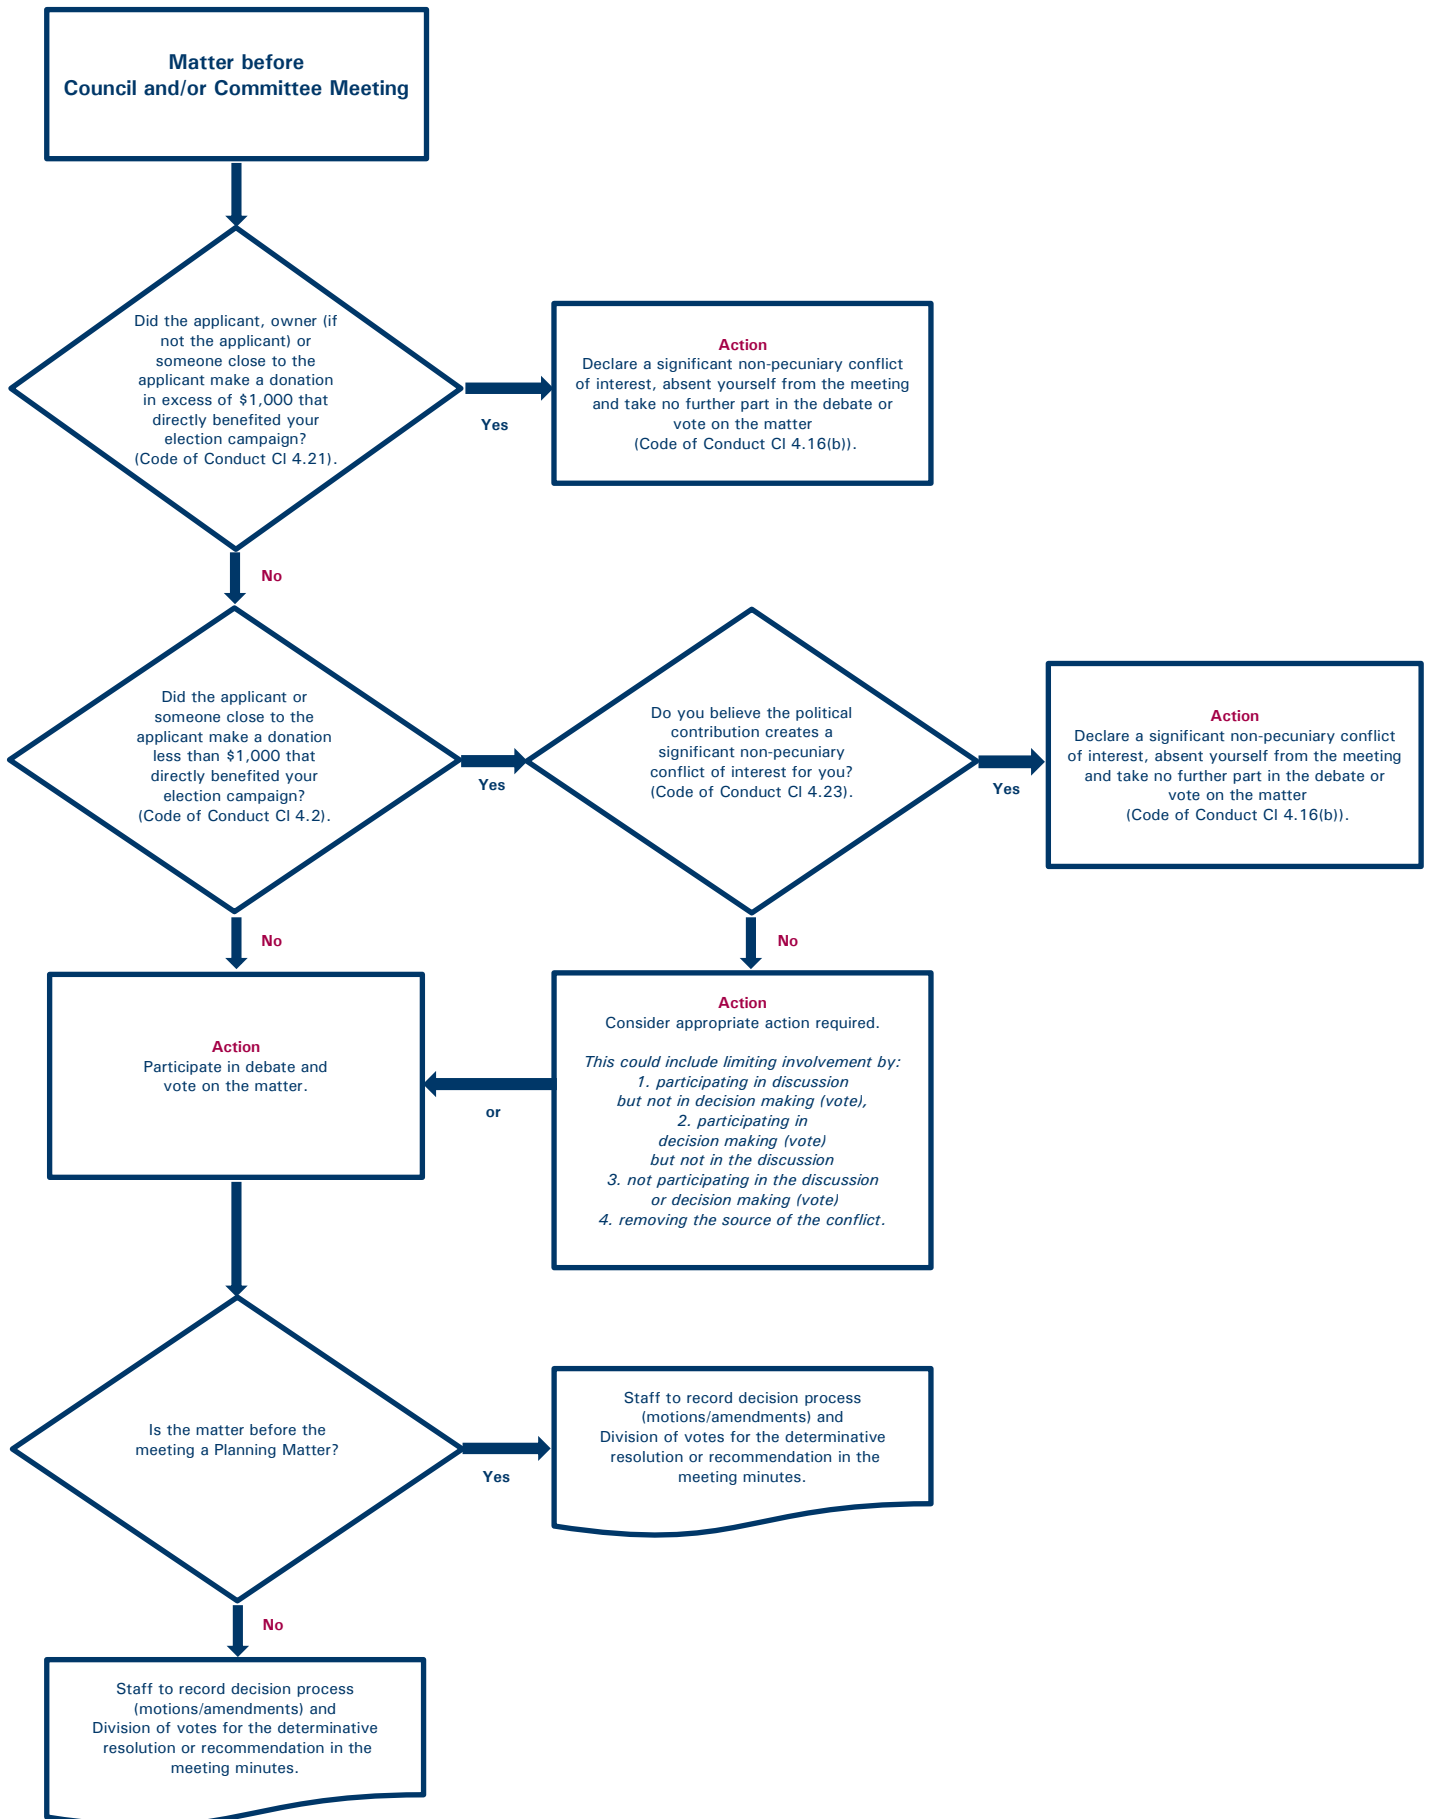 Matter before
Council and/or Committee Meeting
Did the applicant, owner (if
not the applicant) or
someone close to the
applicant make a donation
in excess of $1,000 that
directly benefited your
election campaign?
(Code of Conduct Cl 4.21).
Yes
Action
Declare a significant non-pecuniary conflict
of interest, absent yourself from the meeting
and take no further part in the debate or
vote on the matter
(Code of Conduct Cl 4.16(b)).
No
Did the applicant or
someone close to the
applicant make a donation
less than $1,000 that
directly benefited your
election campaign?
(Code of Conduct Cl 4.2).
Yes
Do you believe the political
contribution creates a
significant non-pecuniary
conflict of interest for you?
(Code of Conduct Cl 4.23).
Yes
Action
Declare a significant non-pecuniary conflict
of interest, absent yourself from the meeting
and take no further part in the debate or
vote on the matter
(Code of Conduct Cl 4.16(b)).
No
No
Action
Participate in debate and
vote on the matter.
or
Action
Consider appropriate action required.
This could include limiting involvement by:
1. participating in discussion
but not in decision making (vote),
2. participating in
decision making (vote)
but not in the discussion
3. not participating in the discussion
or decision making (vote)
4. removing the source of the conflict.
Is the matter before the
meeting a Planning Matter?
Yes
Staff to record decision process
(motions/amendments) and
Division of votes for the determinative
resolution or recommendation in the
meeting minutes.
No
Staff to record decision process
(motions/amendments) and
Division of votes for the determinative
resolution or recommendation in the
meeting minutes.